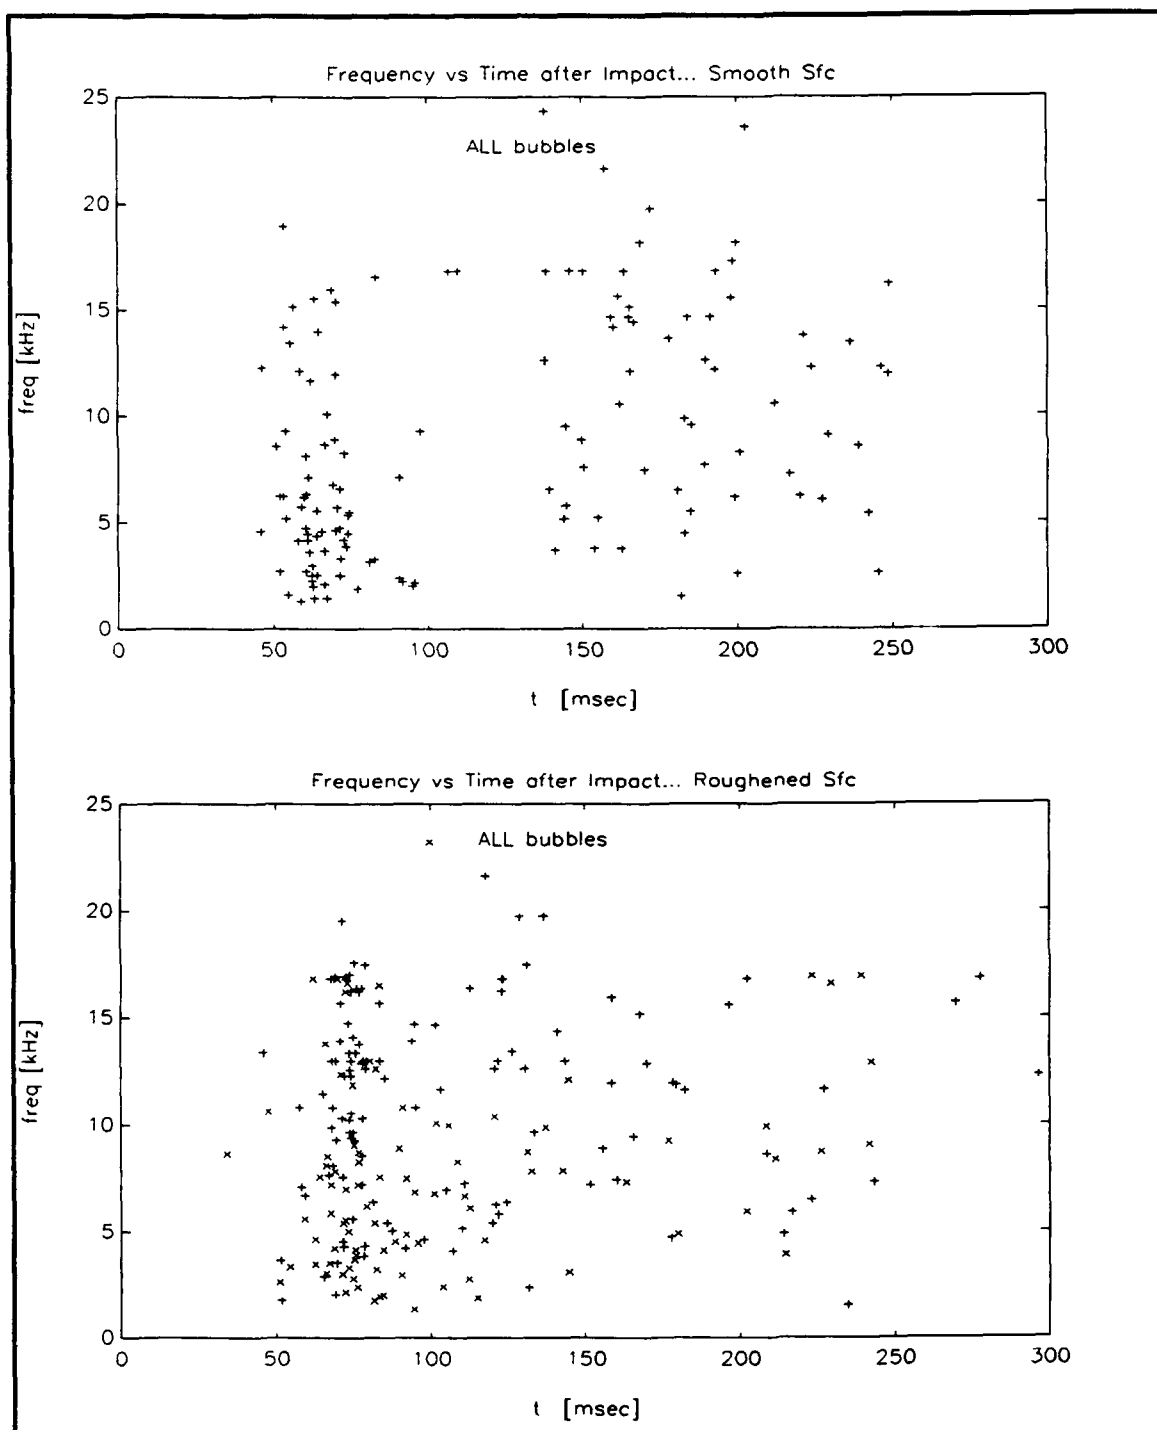 Frequency vs Time after Impact... Smooth Sfc
ALL bubbles
25
20
15
10
5
0
freq [kHz]
0 50 100 150 200 250 300
t [msec]
Frequency vs Time after Impact... Roughened Sfc
ALL bubbles
25
20
15
10
5
0
freq [kHz]
0 50 100 150 200 250 300
t [msec]